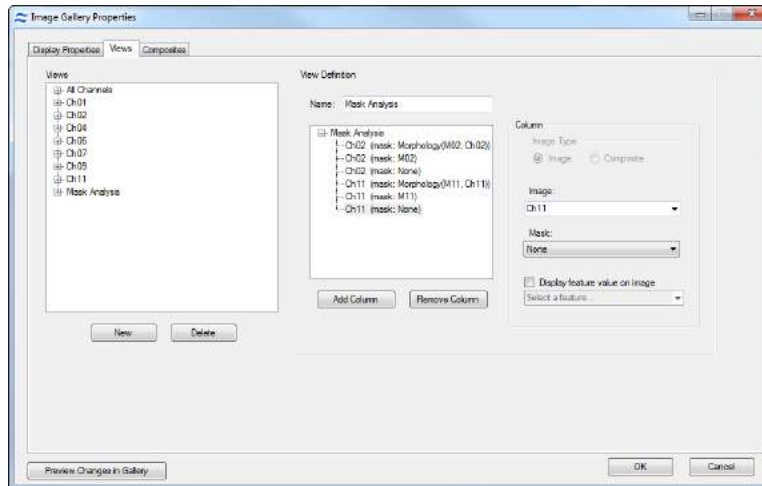 Image Gallery Properties
Display Properties Views Composites
Views
All Channels
Ch01
Ch02
Ch04
Ch05
Ch07
Ch09
Ch11
Mask Analysis
New Delete
View Definition
Name: Mask Analysis
Mask Analysis
Ch02 (mask: Morphology(M02, Ch02))
Ch02 (mask: M02)
Ch02 (mask: None)
Ch11 (mask: Morphology(M11, Ch11))
Ch11 (mask: M11)
Ch11 (mask: None)
Add Column Remove Column
Column
Image Type
Image Composite
Image:
Ch11
Mask:
None
Display feature value on image
Select a feature...
Preview Changes in Gallery OK Cancel